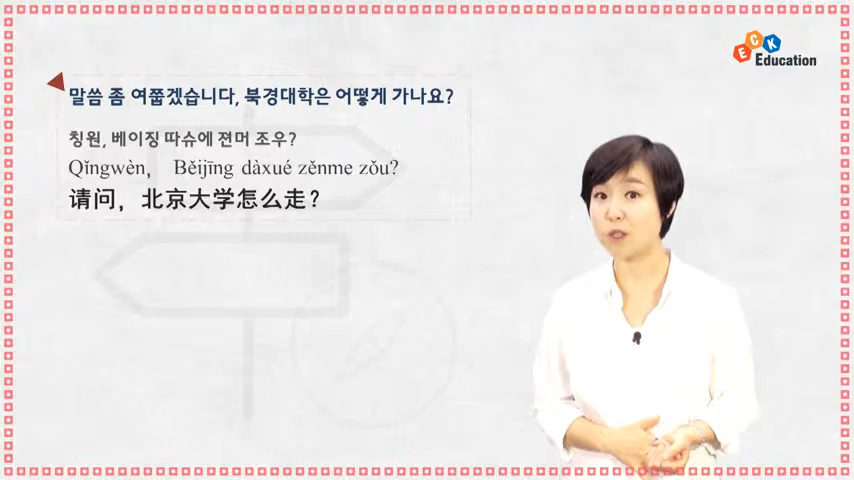 ECK
Education
말씀 좀 여쭙겠습니다, 북경대학은 어떻게 가나요?
칭원, 베이징 따슈에 젼머 조우?
Qǐngwèn, Běijīng dàxué zěnme zǒu?
请问，北京大学怎么走？